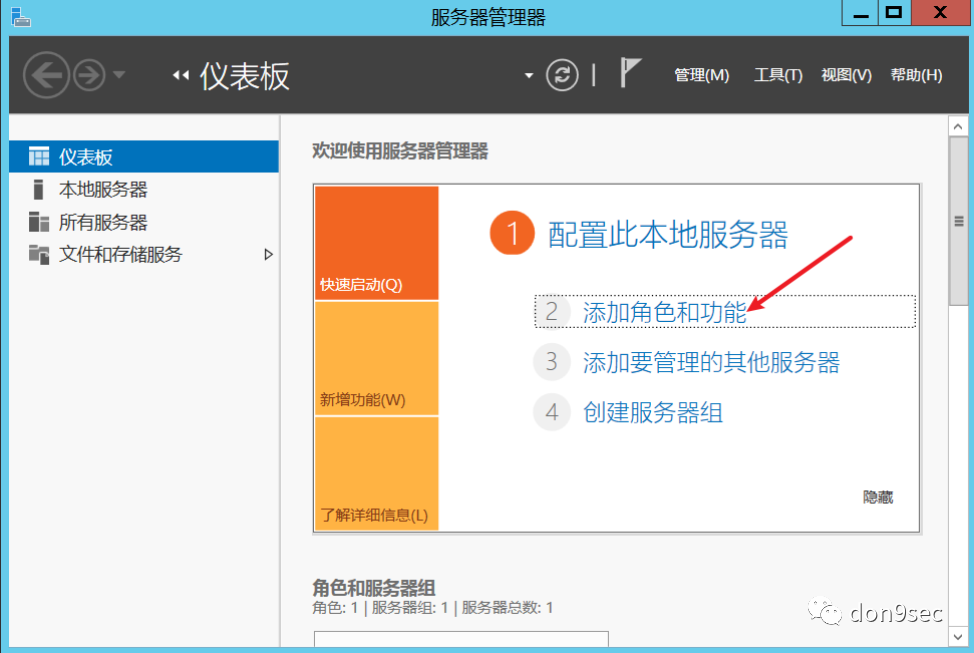 服务器管理器
仪表板
管理(M) 工具(T) 视图(V) 帮助(H)
仪表板
本地服务器
所有服务器
文件和存储服务
欢迎使用服务器管理器
快速启动(Q)
新增功能(W)
了解详细信息(L)
1 配置此本地服务器
2 添加角色和功能
3 添加要管理的其他服务器
4 创建服务器组
隐藏
角色和服务器组
角色: 1 | 服务器组: 1 | 服务器总数: 1
don9sec